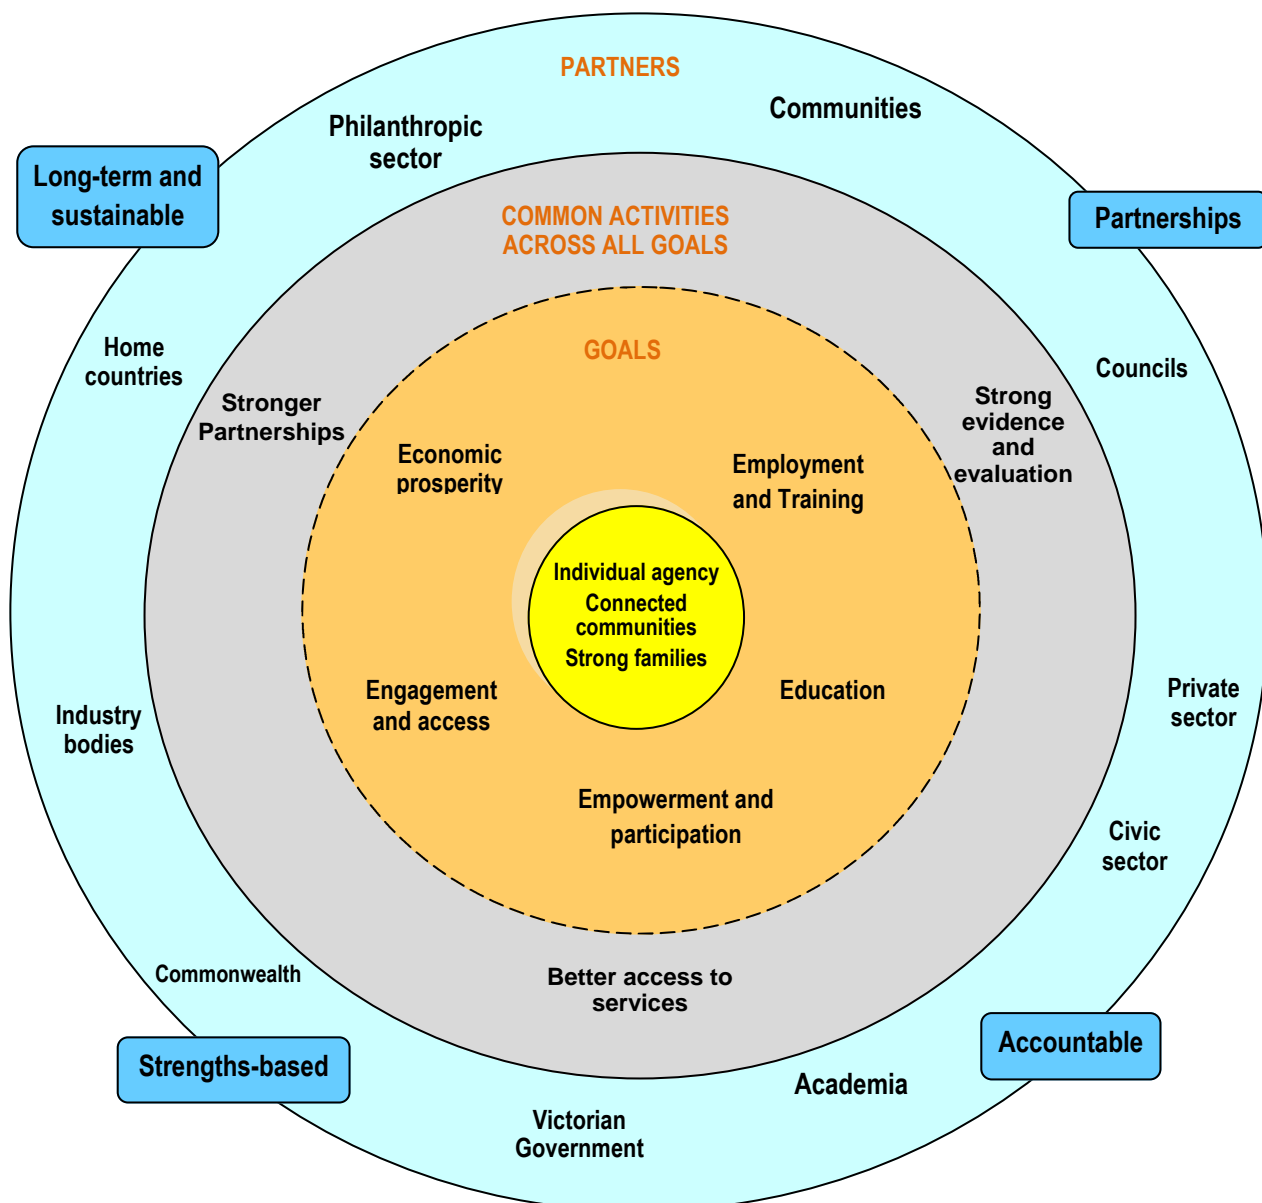 PARTNERS
Communities
Philanthropic
sector
Long-term and
sustainable
Partnerships
COMMON ACTIVITIES
ACROSS ALL GOALS
Home
countries
GOALS
Councils
Stronger
Partnerships
Strong
evidence
and
evaluation
Economic
prosperity
Employment
and Training
Individual agency
Connected
communities
Strong families
Engagement
and access
Education
Industry
bodies
Private
sector
Empowerment and
participation
Civic
sector
Commonwealth
Better access to
services
Strengths-based
Accountable
Academia
Victorian
Government